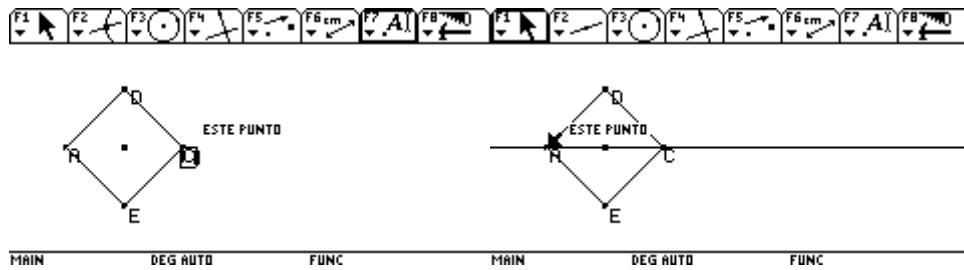 F1 F2 F3 F4 F5 F6 cm F7 A F8
D
ESTE PUNTO
A
E
MAIN DEG AUTO FUNC
F1 F2 F3 F4 F5 F6 cm F7 A F8
D
ESTE PUNTO
C
E
MAIN DEG AUTO FUNC